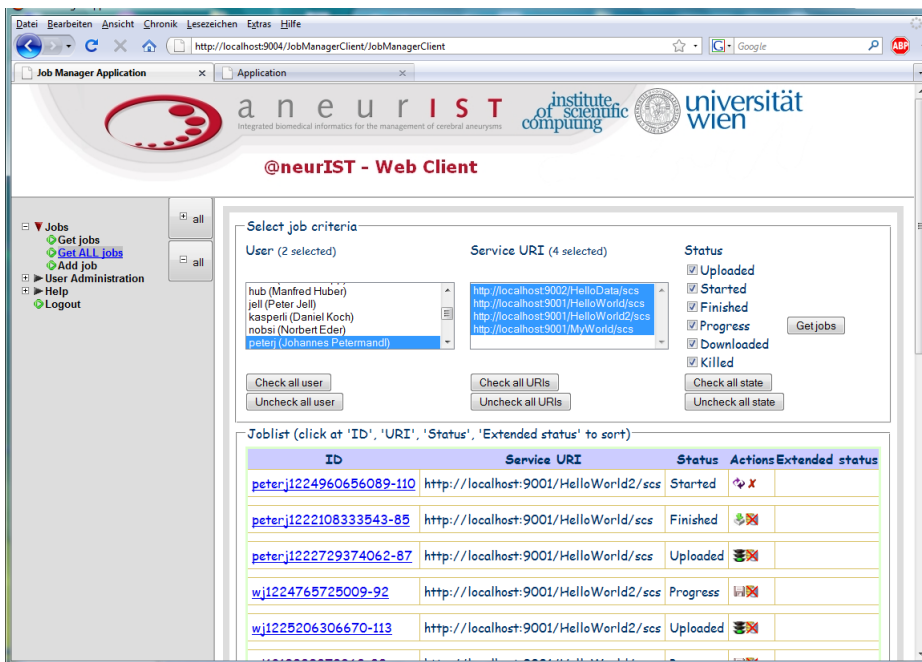 Datei Bearbeiten Ansicht Chronik Lesezeichen Extras Hilfe
http://localhost:9004/JobManagerClient/JobManagerClient
G Google
ABP
Job Manager Application
Application
aneurIST
Integrated biomedical informatics for the management of cerebral aneurysms
institute of scientific computing
universität wien
@neurIST - Web Client
Jobs
Get jobs
Get ALL jobs
Add job
User Administration
Help
Logout
all
all
Select job criteria
User (2 selected)
hub (Manfred Huber)
jell (Peter Jell)
kasperli (Daniel Koch)
nobsi (Norbert Eder)
peterj (Johannes Petermandl)
Check all user
Uncheck all user
Service URI (4 selected)
http://localhost:9002/HelloData/scs
http://localhost:9001/HelloWorld/scs
http://localhost:9001/HelloWorld2/scs
http://localhost:9001/MyWorld/scs
Check all URIs
Uncheck all URIs
Status
Uploaded
Started
Finished
Progress
Downloaded
Killed
Check all state
Uncheck all state
Get jobs
Joblist (click at 'ID', 'URI', 'Status', 'Extended status' to sort)
ID Service URI Status Actions Extended status
peterj1224960656089-110 http://localhost:9001/HelloWorld2/scs Started
peterj1222108333543-85 http://localhost:9001/HelloWorld/scs Finished
peterj1222729374062-87 http://localhost:9001/HelloWorld/scs Uploaded
wj1224765725009-92 http://localhost:9001/HelloWorld2/scs Progress
wj1225206306670-113 http://localhost:9001/HelloWorld2/scs Uploaded